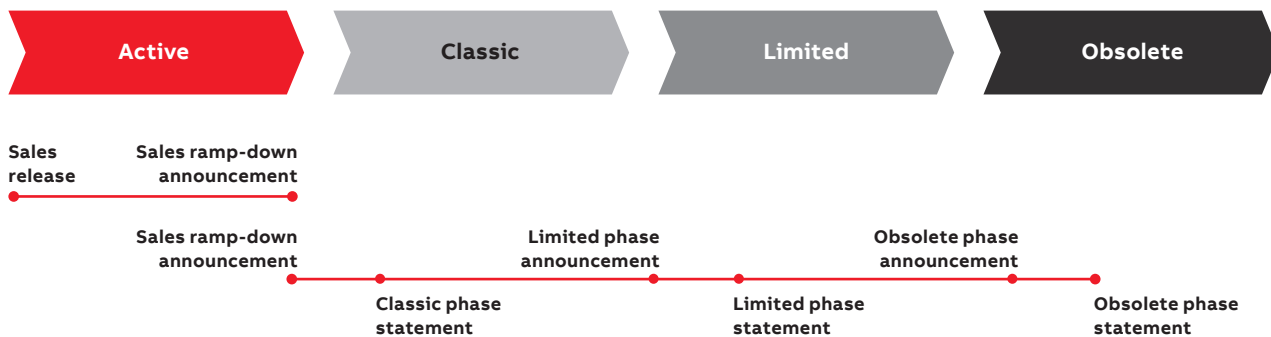 Active
Classic
Limited
Obsolete
Sales
release
Sales ramp-down
announcement
Sales ramp-down
announcement
Limited phase
announcement
Obsolete phase
announcement
Classic phase
statement
Limited phase
statement
Obsolete phase
statement